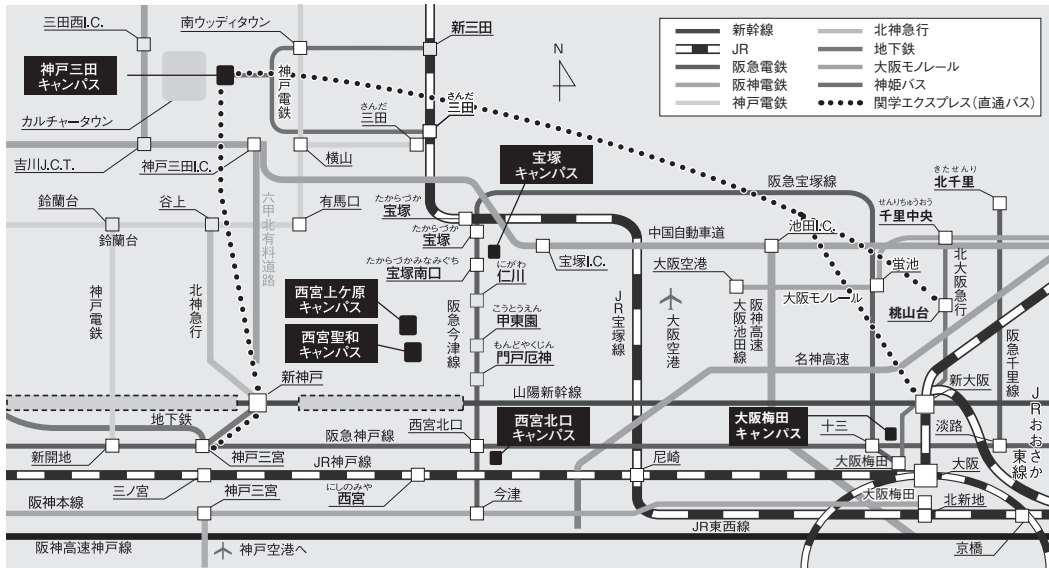 三田西I.C.
南ウッディタウン
新三田
神戸三田
キャンパス
カルチャータウン
神戸電鉄
さんだ
三田
さんだ
三田
N
新幹線
JR
阪急電鉄
阪神電鉄
神戸電鉄
北神急行
地下鉄
大阪モノレール
神姫バス
関学エクスプレス(直通バス)
吉川J.C.T.
神戸三田I.C.
横山
宝塚
キャンパス
阪急宝塚線
きたせんり
北千里
せんりちゅうおう
千里中央
鈴蘭台
鈴蘭台
谷上
六甲北有料道路
有馬口
たからづか
宝塚
たからづか
宝塚
たからづかみなみぐち
宝塚南口
にがわ
仁川
宝塚I.C.
中国自動車道
池田I.C.
大阪空港
大阪空港
大阪モノレール
蛍池
北大阪急行
桃山台
神戸電鉄
北神急行
西宮上ケ原
キャンパス
西宮聖和
キャンパス
阪急今津線
こうとうえん
甲東園
もんどやくじん
門戸厄神
JR宝塚線
阪神高速
大阪池田線
名神高速
阪急千里線
新神戸
山陽新幹線
新大阪
JRおおさか東線
地下鉄
阪急神戸線
西宮北口
西宮北口
キャンパス
大阪梅田
キャンパス
十三
淡路
新開地
神戸三宮
JR神戸線
尼崎
大阪梅田
大阪
三ノ宮
神戸三宮
にしのみや
西宮
今津
大阪梅田
北新地
阪神本線
JR東西線
京橋
阪神高速神戸線
神戸空港へ